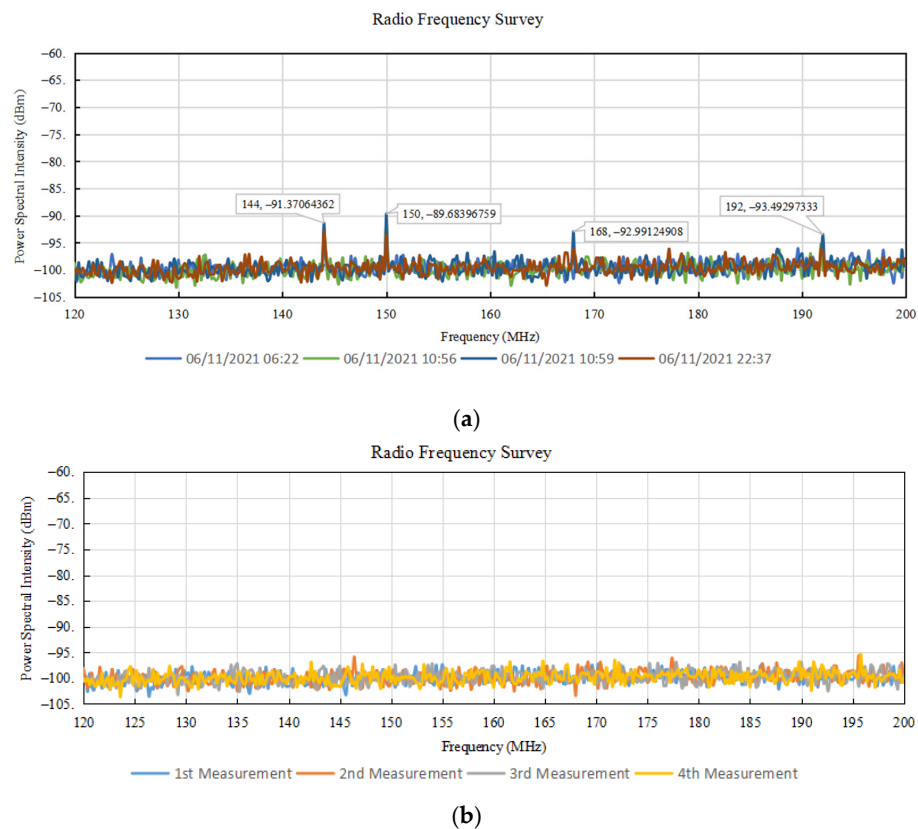 Radio Frequency Survey
Power Spectral Intensity (dBm)
−60.
−65.
−70.
−75.
−80.
−85.
−90.
−95.
−100.
−105.
144, −91.37064362
150, −89.68396759
168, −92.99124908
192, −93.49297333
120 130 140 150 160 170 180 190 200
Frequency (MHz)
06/11/2021 06:22 06/11/2021 10:56 06/11/2021 10:59 06/11/2021 22:37
(a)
Radio Frequency Survey
Power Spectral Intensity (dBm)
−60.
−65.
−70.
−75.
−80.
−85.
−90.
−95.
−100.
−105.
120 125 130 135 140 145 150 155 160 165 170 175 180 185 190 195 200
Frequency (MHz)
1st Measurement 2nd Measurement 3rd Measurement 4th Measurement
(b)